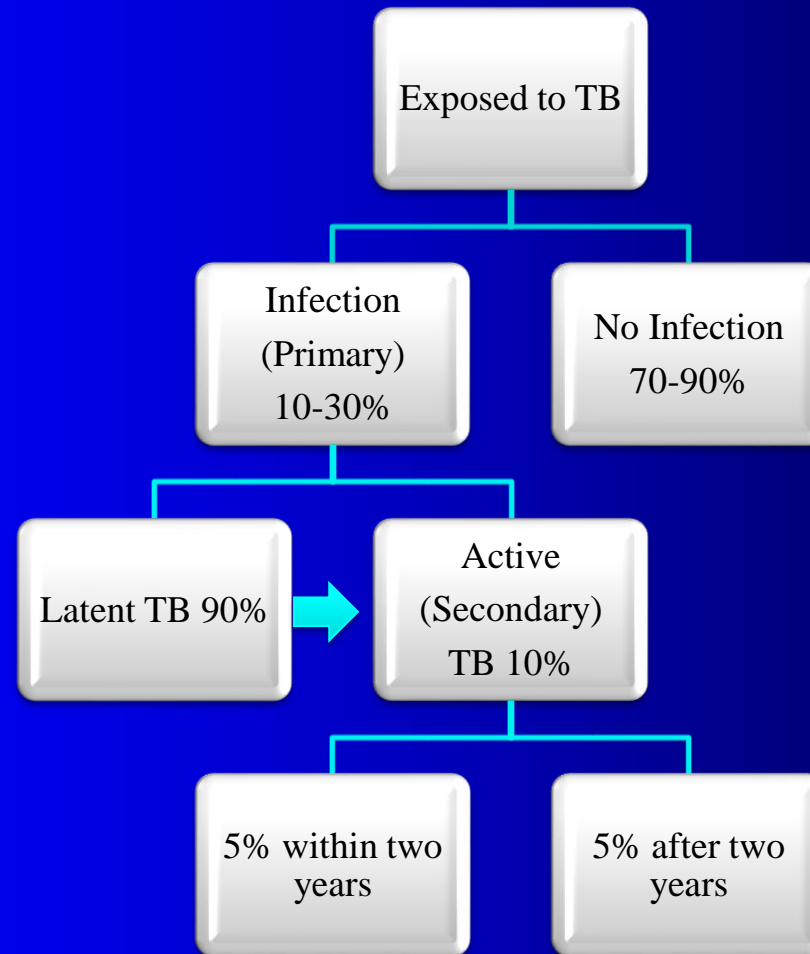 Exposed to TB
Infection
(Primary)
10-30%
No Infection
70-90%
Latent TB 90%
Active
(Secondary)
TB 10%
5% within two
years
5% after two
years